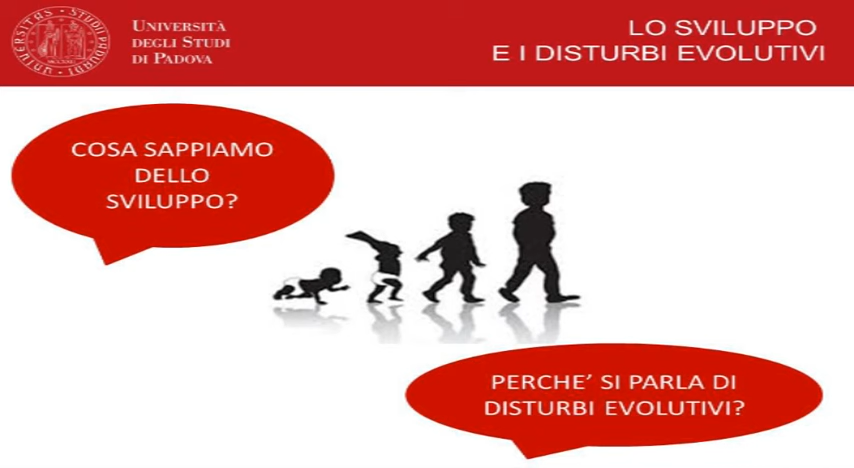 UNIVERSITÀ
DEGLI STUDI
DI PADOVA
LO SVILUPPO
E I DISTURBI EVOLUTIVI
COSA SAPPIAMO
DELLO
SVILUPPO?
PERCHE’ SI PARLA DI
DISTURBI EVOLUTIVI?